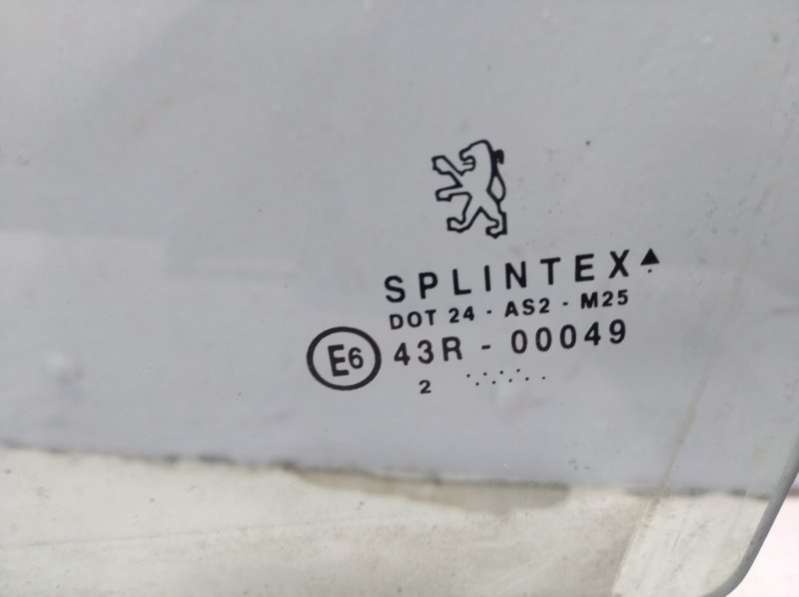 SPLINTEX
DOT 24 · AS2 · M25
E6 43R - 00049
2